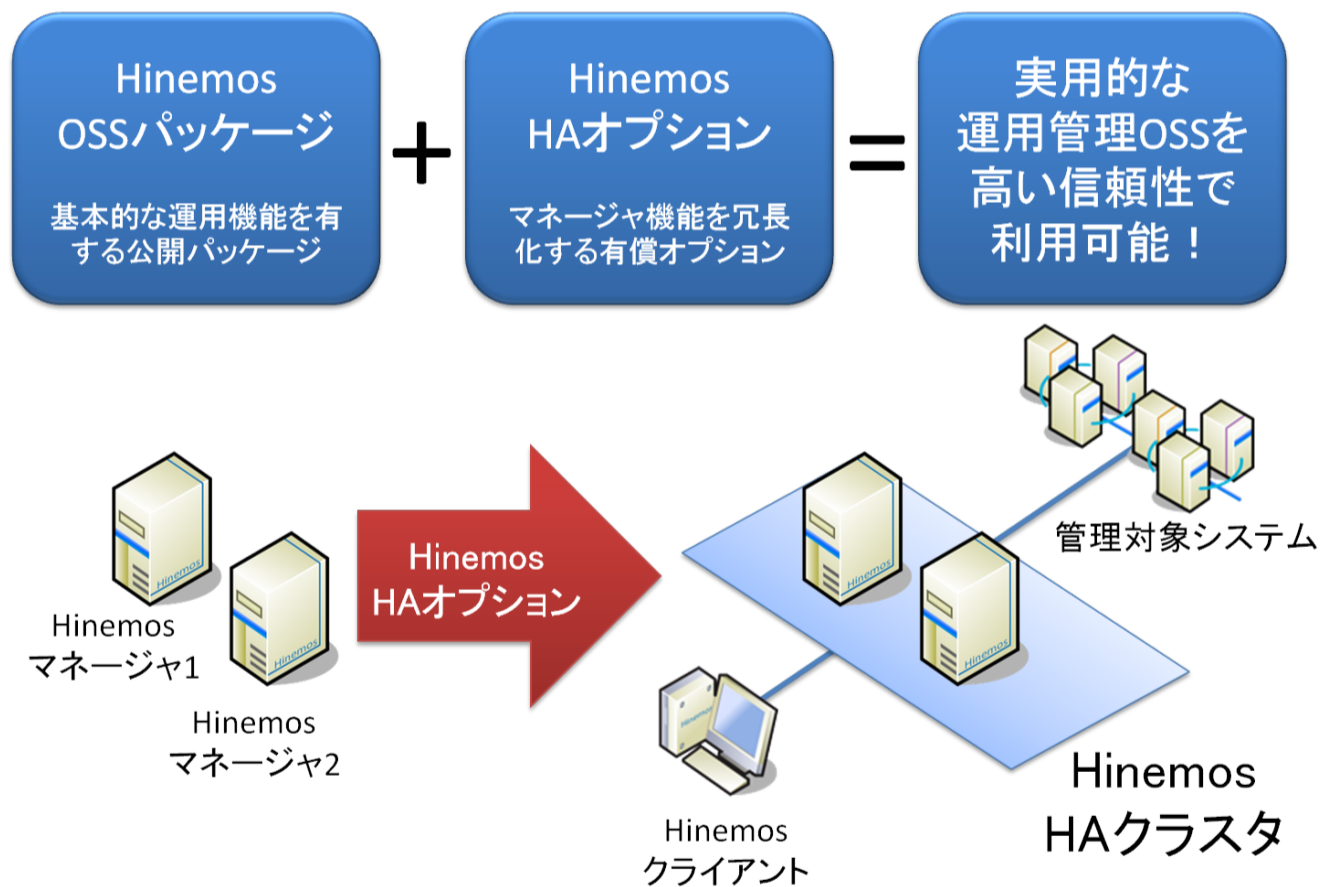 Hinemos
OSSパッケージ
基本的な運用機能を有
する公開パッケージ
+
Hinemos
HAオプション
マネージャ機能を冗長
化する有償オプション
=
実用的な
運用管理OSSを
高い信頼性で
利用可能！
Hinemos
Hinemos
マネージャ1
Hinemos
Hinemos
マネージャ2
Hinemos
HAオプション
Hinemos
Hinemos
管理対象システム
Hinemos
Hinemos
クライアント
Hinemos
HAクラスタ